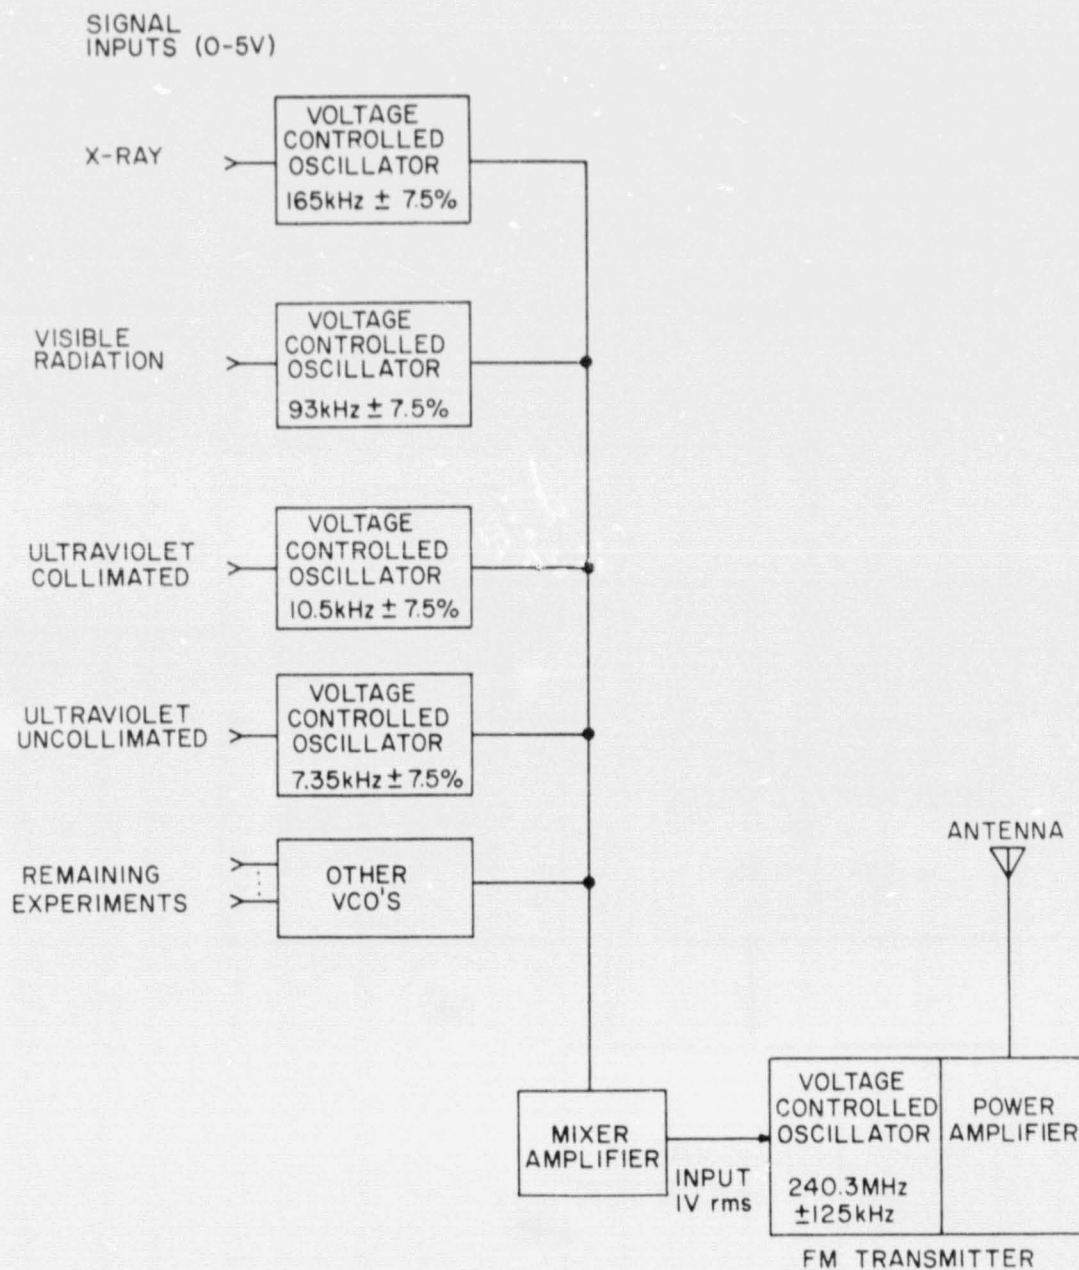 SIGNAL
INPUTS (0-5V)
X-RAY
VOLTAGE
CONTROLLED
OSCILLATOR
165kHz ± 7.5%
VISIBLE
RADIATION
VOLTAGE
CONTROLLED
OSCILLATOR
93kHz ± 7.5%
ULTRAVIOLET
COLLIMATED
VOLTAGE
CONTROLLED
OSCILLATOR
10.5kHz ± 7.5%
ULTRAVIOLET
UNCOLLIMATED
VOLTAGE
CONTROLLED
OSCILLATOR
7.35kHz ± 7.5%
REMAINING
EXPERIMENTS
OTHER
VCO'S
ANTENNA
MIXER
AMPLIFIER
INPUT
1V rms
VOLTAGE
CONTROLLED
OSCILLATOR
240.3MHz
±125kHz
POWER
AMPLIFIER
FM TRANSMITTER